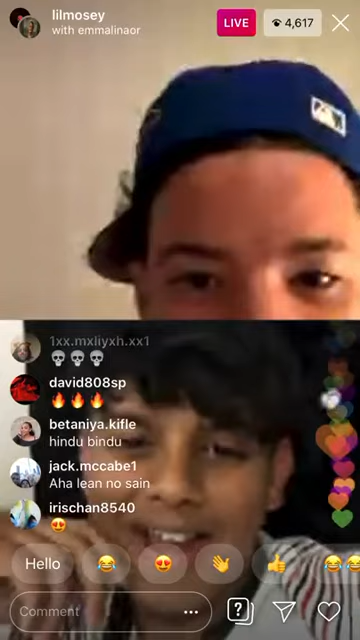 lilmosey
with emmalinaor
LIVE
4,617
1xx.mxliyxh.xx1
💀💀💀
david808sp
🔥🔥🔥
betaniya.kifle
hindu bindu
jack.mccabe1
Aha lean no sain
irischan8540
😍
Hello
Comment